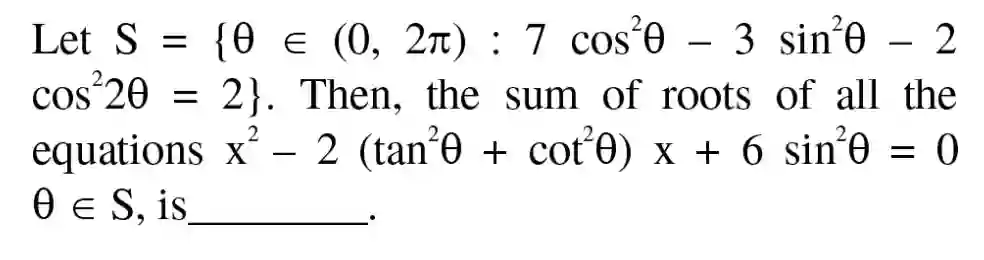 Let S = {θ ∈ (0, 2π) : 7 cos²θ – 3 sin²θ – 2
cos²2θ = 2}. Then, the sum of roots of all the
equations x² – 2 (tan²θ + cot²θ) x + 6 sin²θ = 0
θ ∈ S, is_________.